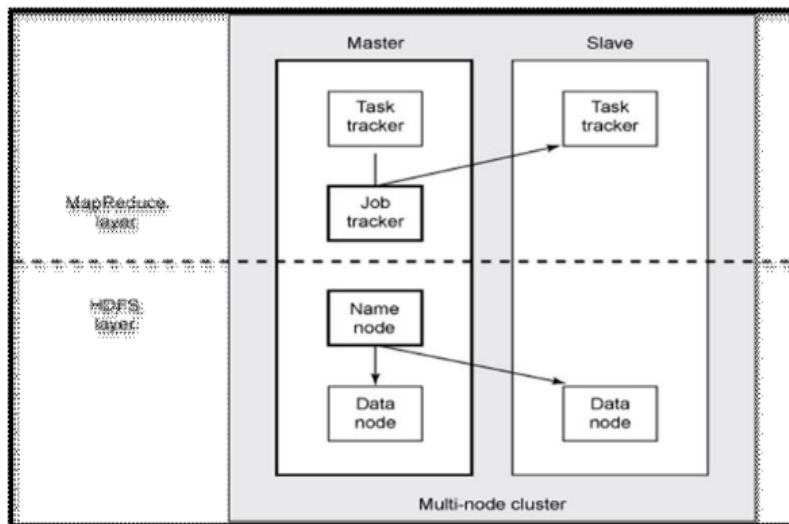 Master
Slave
Task
tracker
Task
tracker
MapReduce
layer
Job
tracker
HDFS
layer
Name
node
Data
node
Data
node
Multi-node cluster